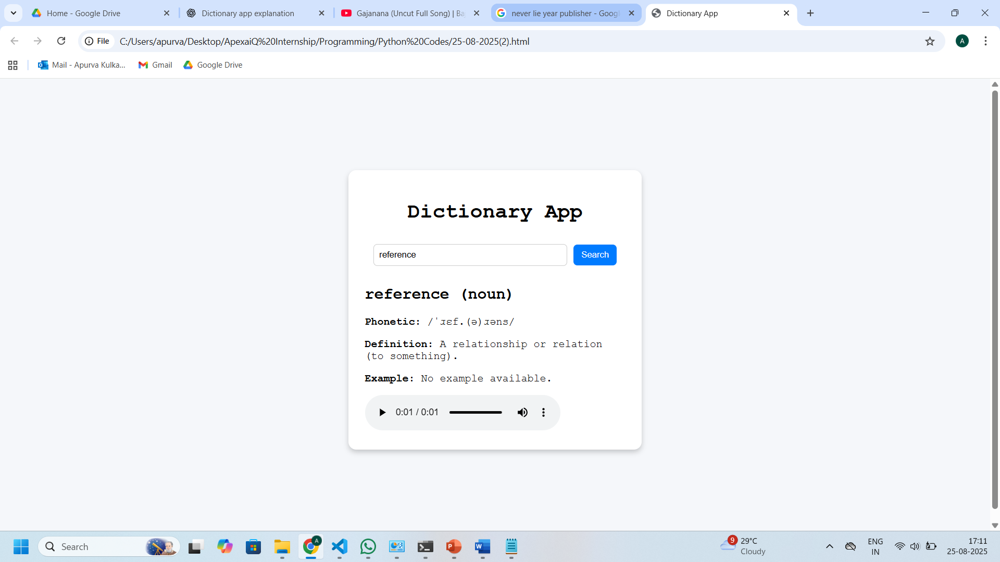 Home - Google Drive
Dictionary app explanation
Gajanana (Uncut Full Song) | Ba
never lie year publisher - Googl
Dictionary App
File
C:/Users/apurva/Desktop/ApexaiQ%20Internship/Programming/Python%20Codes/25-08-2025(2).html
A
Mail - Apurva Kulka...
Gmail
Google Drive
Dictionary App
reference
Search
reference (noun)
Phonetic: /ˈɹɛf.(ə)ɹəns/
Definition: A relationship or relation
(to something).
Example: No example available.
0:01 / 0:01
Search
A
9
29°C
Cloudy
ENG
IN
17:11
25-08-2025